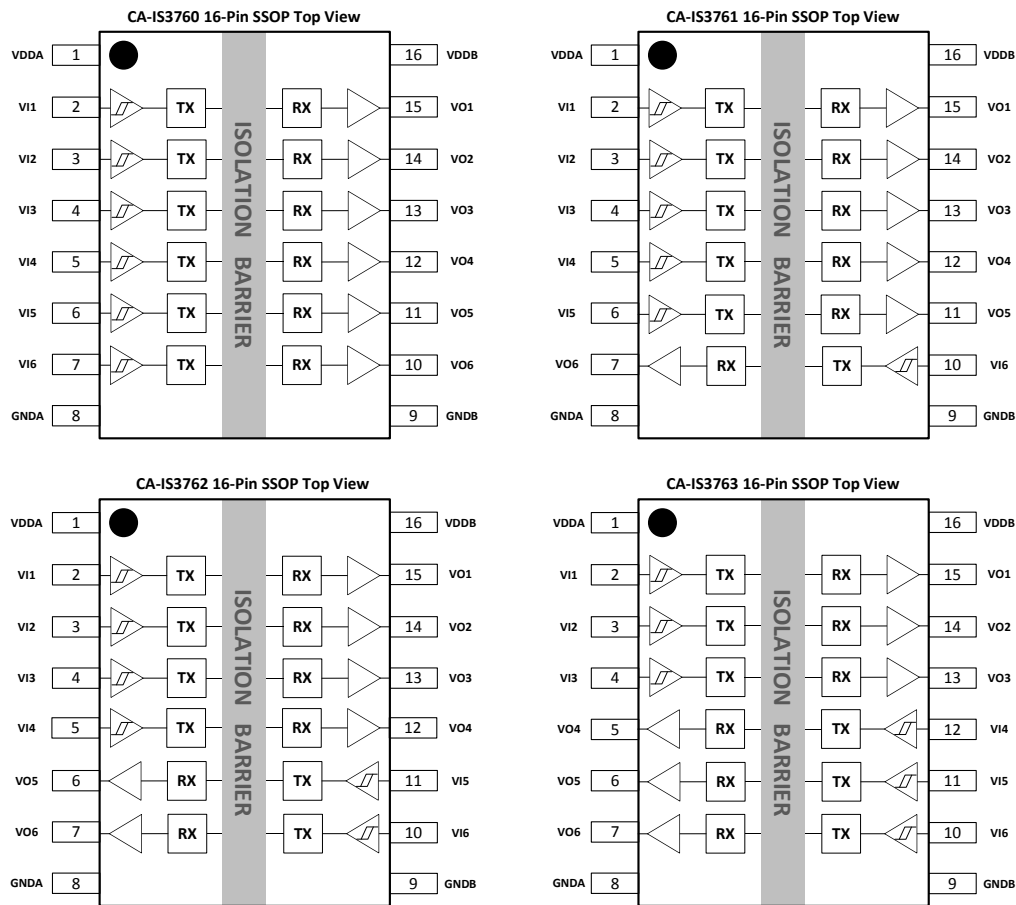 CA-IS3760 16-Pin SSOP Top View
VDDA 1 16 VDDB
VI1 2 TX RX 15 VO1
VI2 3 TX RX 14 VO2
VI3 4 TX RX 13 VO3
VI4 5 TX RX 12 VO4
VI5 6 TX RX 11 VO5
VI6 7 TX RX 10 VO6
GNDA 8 9 GNDB
ISOLATION BARRIER
CA-IS3761 16-Pin SSOP Top View
VDDA 1 16 VDDB
VI1 2 TX RX 15 VO1
VI2 3 TX RX 14 VO2
VI3 4 TX RX 13 VO3
VI4 5 TX RX 12 VO4
VI5 6 TX RX 11 VO5
VO6 7 RX TX 10 VI6
GNDA 8 9 GNDB
ISOLATION BARRIER
CA-IS3762 16-Pin SSOP Top View
VDDA 1 16 VDDB
VI1 2 TX RX 15 VO1
VI2 3 TX RX 14 VO2
VI3 4 TX RX 13 VO3
VI4 5 TX RX 12 VO4
VO5 6 RX TX 11 VI5
VO6 7 RX TX 10 VI6
GNDA 8 9 GNDB
ISOLATION BARRIER
CA-IS3763 16-Pin SSOP Top View
VDDA 1 16 VDDB
VI1 2 TX RX 15 VO1
VI2 3 TX RX 14 VO2
VI3 4 TX RX 13 VO3
VO4 5 RX TX 12 VI4
VO5 6 RX TX 11 VI5
VO6 7 RX TX 10 VI6
GNDA 8 9 GNDB
ISOLATION BARRIER